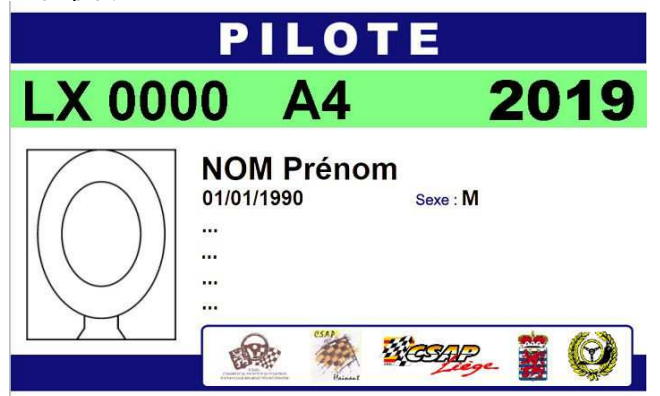 PILOTE
LX 0000 A4 2019
NOM Prénom
01/01/1990 Sexe : M
...
...
...
...
CSAP
Hainaut
CSAP
Liège